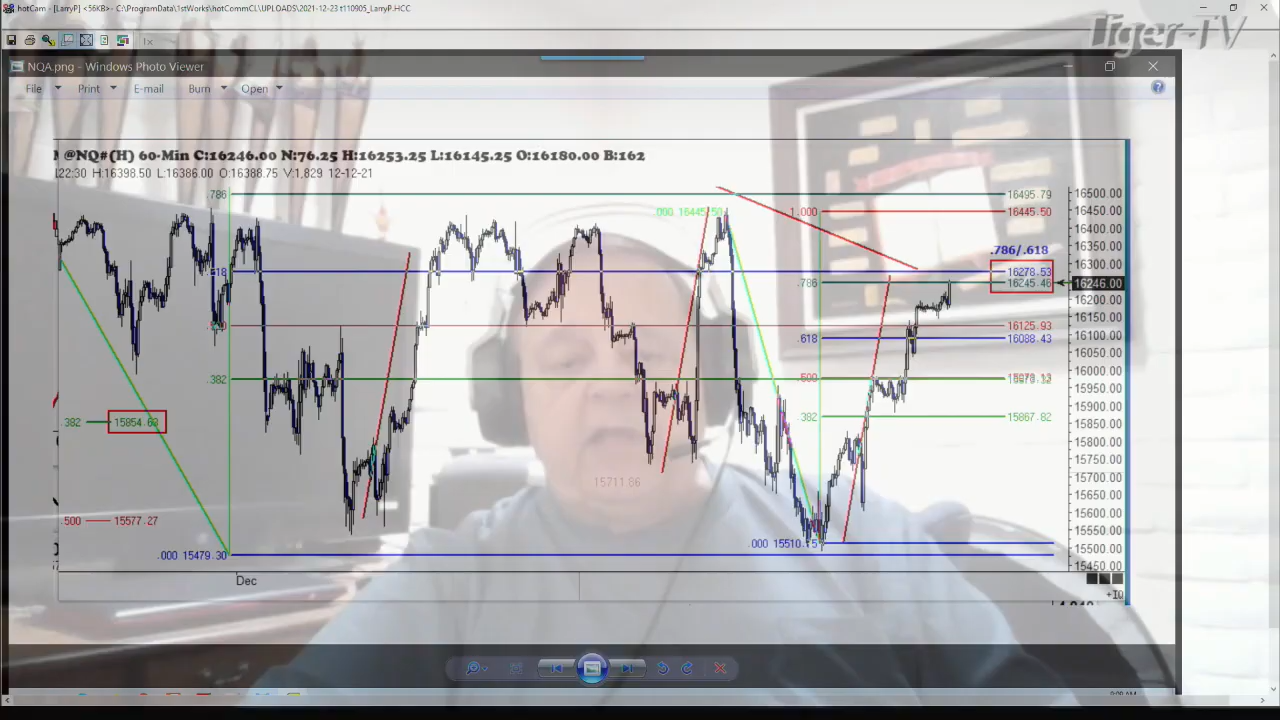 hotCam - [LarryP] <56KB>- C:\ProgramData\1stWorks\hotCommCL\UPLOADS\2021-12-23 t110905_LarryP.HCC
Tiger-TV
NQA.png - Windows Photo Viewer
File Print E-mail Burn Open
@NQ#(H) 60-Min C:16246.00 N:76.25 H:16253.25 L:16145.25 O:16180.00 B:162
22:30 H:16398.50 L:16386.00 O:16388.75 V:1,829 12-12-21
.786 16495.79 16500.00
.000 16445.50 1.000 16445.50 16450.00
16400.00
.786/.618 16350.00
16300.00
.618 16278.53
.786 16245.46 16246.00
16200.00
16125.93 16150.00
.618 16088.43 16100.00
16050.00
16000.00
.382 .500
15950.00
.382 15867.82 15900.00
.382 15854.63 15850.00
15800.00
15750.00
15711.86 15700.00
15650.00
15600.00
.500 15577.27 15550.00
.000 15510.75 15500.00
.000 15479.30 15450.00
Dec
+IQ